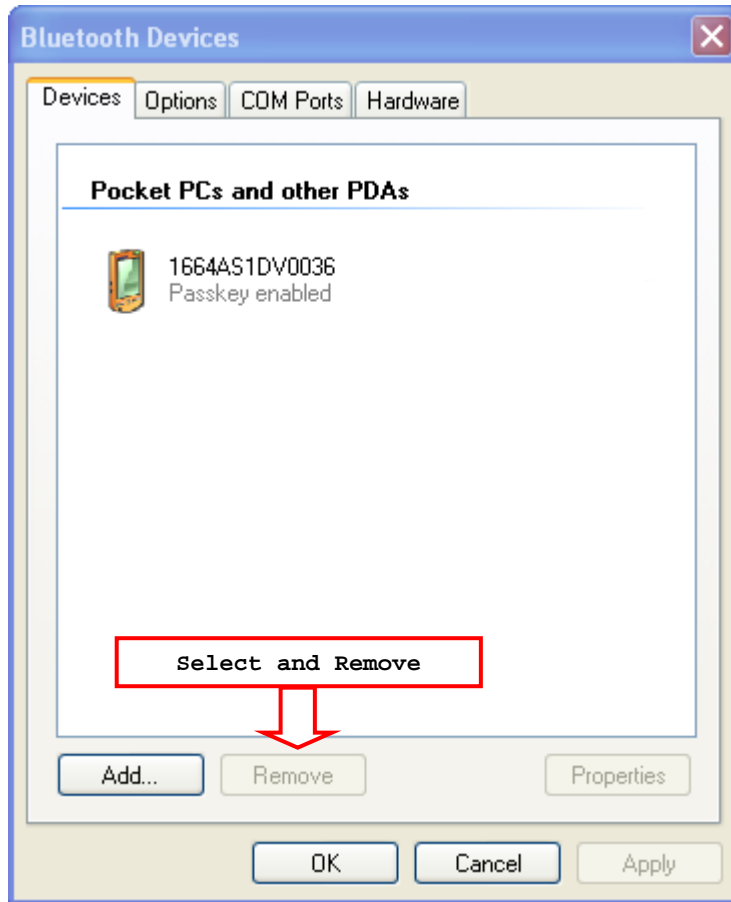 Bluetooth Devices
Devices Options COM Ports Hardware
Pocket PCs and other PDAs
1664AS1DV0036
Passkey enabled
Select and Remove
Add... Remove Properties
OK Cancel Apply